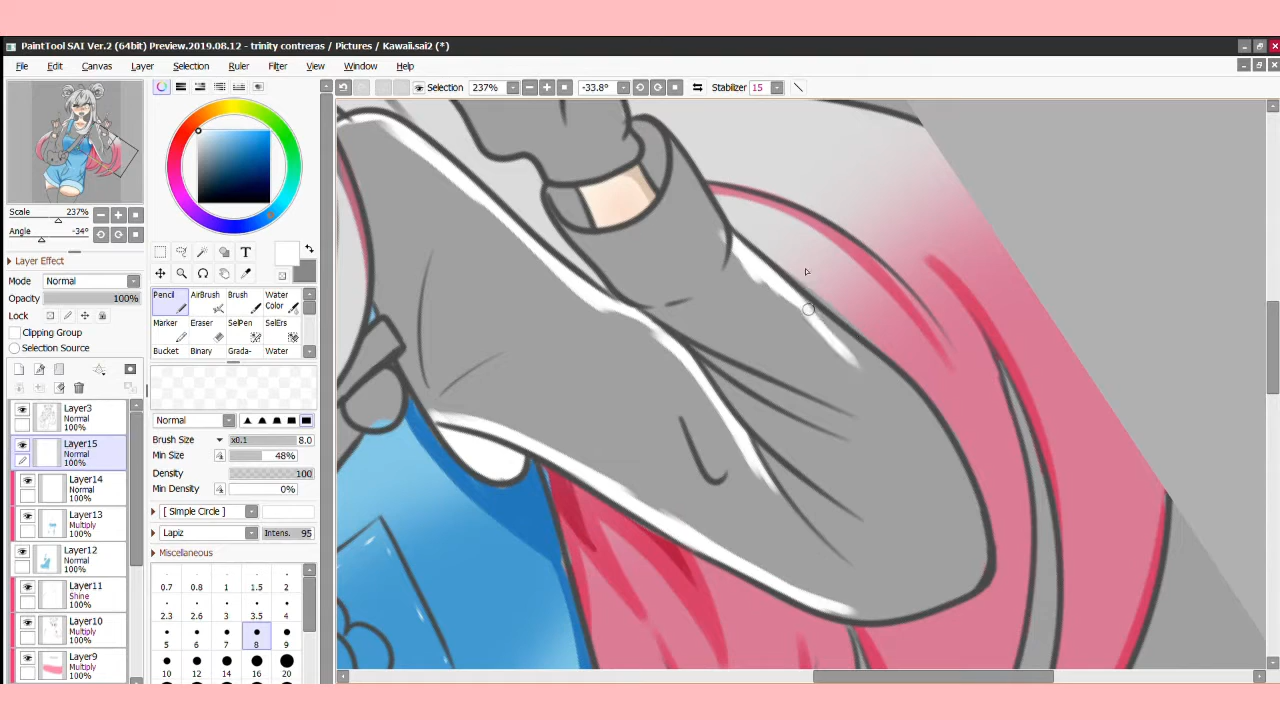 PaintTool SAI Ver.2 (64bit) Preview.2019.08.12 - trinity contreras / Pictures / Kawaii.sai2 (*)
File Edit Canvas Layer Selection Ruler Filter View Window Help
Selection 237% -33.8° Stabilizer 15
Scale 237%
Angle -34°
Layer Effect
Mode Normal
Opacity 100%
Lock
Clipping Group
Selection Source
Layer3
Normal
100%
Layer15
Normal
100%
Layer14
Normal
100%
Layer13
Multiply
100%
Layer12
Normal
100%
Layer11
Shine
100%
Layer10
Multiply
100%
Layer9
Multiply
100%
T
Pencil AirBrush Brush Water Color
Marker Eraser SelPen SelErs
Bucket Binary Grada- Water
Normal
Brush Size x0.1 8.0
Min Size 48%
Density 100
Min Density 0%
[ Simple Circle ]
Lapiz Intens. 95
Miscellaneous
0.7 0.8 1 1.5 2
2.3 2.6 3 3.5 4
5 6 7 8 9
10 12 14 16 20